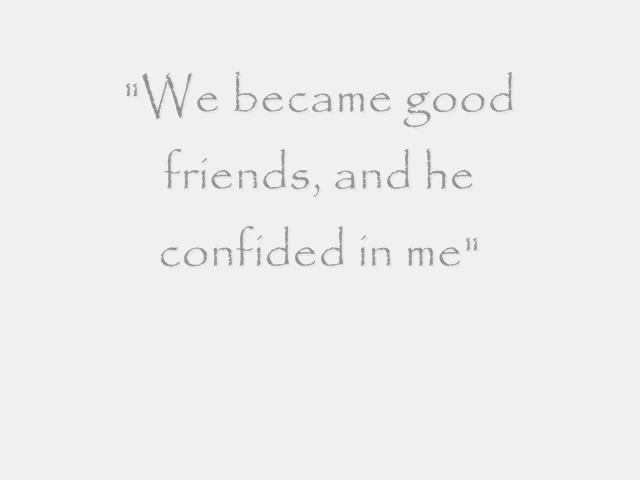 "We became good
friends, and he
confided in me"